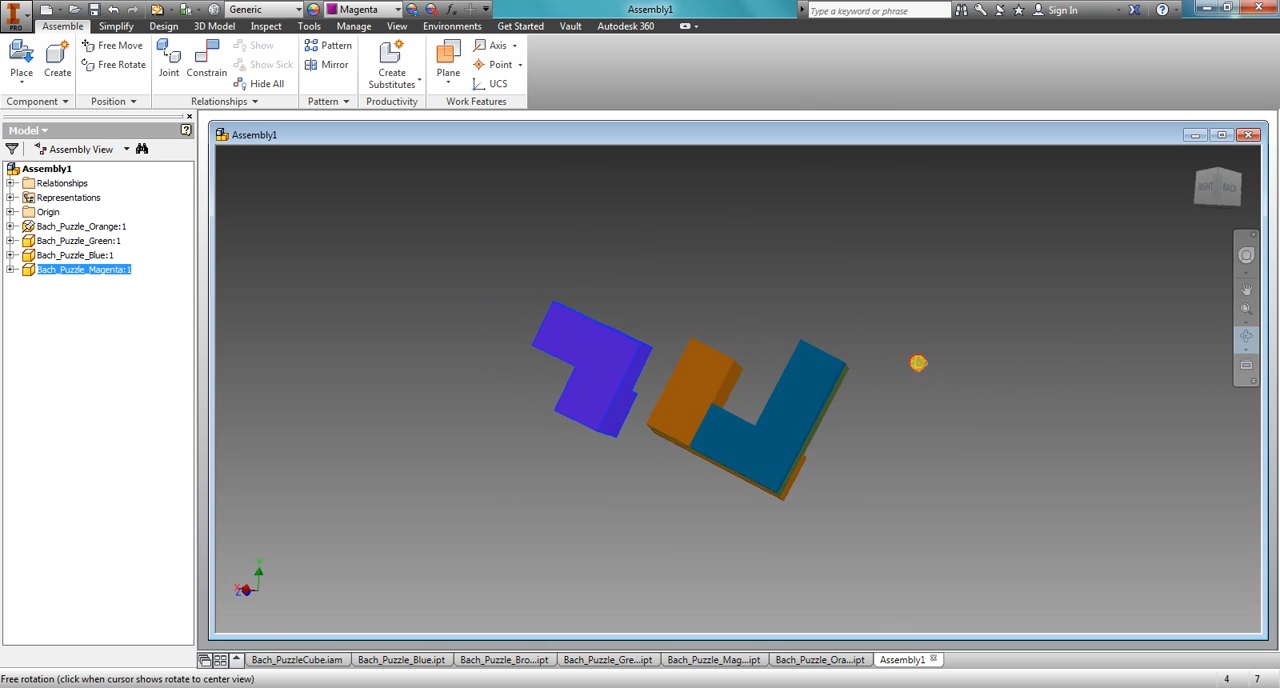 Generic
Magenta
Assembly1
Type a keyword or phrase
Sign In
PRO
Assemble Simplify Design 3D Model Inspect Tools Manage View Environments Get Started Vault Autodesk 360
Place
Create
Free Move
Free Rotate
Joint
Constrain
Show
Show Sick
Hide All
Pattern
Mirror
Create
Substitutes
Plane
Axis
Point
UCS
Component Position Relationships Pattern Productivity Work Features
Model
Assembly View
Assembly1
Relationships
Representations
Origin
Bach_Puzzle_Orange:1
Bach_Puzzle_Green:1
Bach_Puzzle_Blue:1
Bach_Puzzle_Magenta:1
Assembly1
RIGHT BACK
Bach_PuzzleCube.iam Bach_Puzzle_Blue.ipt Bach_Puzzle_Bro...ipt Bach_Puzzle_Gre...ipt Bach_Puzzle_Mag...ipt Bach_Puzzle_Ora...ipt Assembly1
Free rotation (click when cursor shows rotate to center view)
4 7